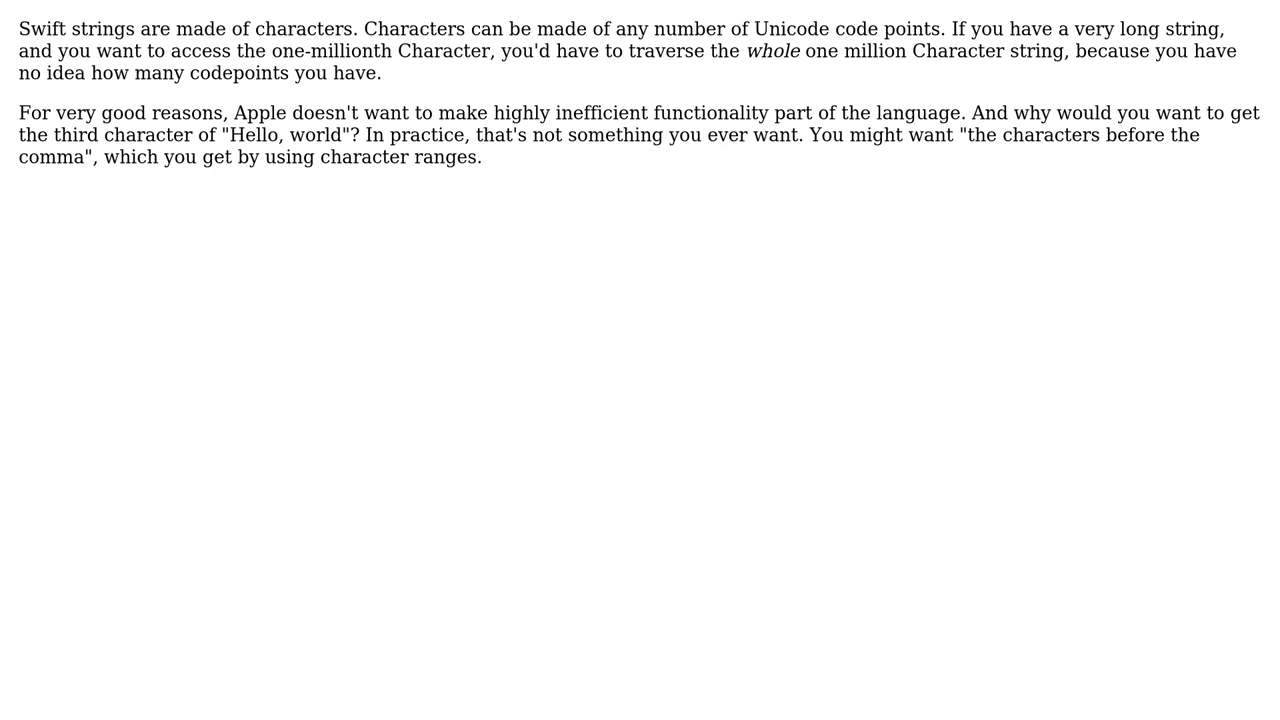 Swift strings are made of characters. Characters can be made of any number of Unicode code points. If you have a very long string,
and you want to access the one-millionth Character, you'd have to traverse the whole one million Character string, because you have
no idea how many codepoints you have.
For very good reasons, Apple doesn't want to make highly inefficient functionality part of the language. And why would you want to get
the third character of "Hello, world"? In practice, that's not something you ever want. You might want "the characters before the
comma", which you get by using character ranges.